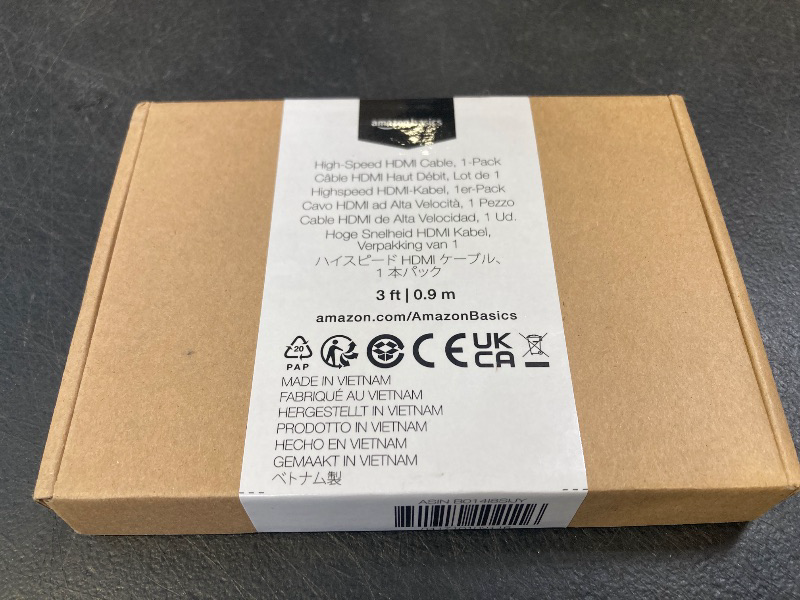 amazonbasics
High-Speed HDMI Cable, 1-Pack
Câble HDMI Haut Débit, Lot de 1
Highspeed HDMI-Kabel, 1er-Pack
Cavo HDMI ad Alta Velocità, 1 Pezzo
Cable HDMI de Alta Velocidad, 1 Ud.
Hoge Snelheid HDMI Kabel,
Verpakking van 1
ハイスピード HDMI ケーブル、
1 本パック
3 ft | 0.9 m
amazon.com/AmazonBasics
20
PAP
CE
UK
CA
MADE IN VIETNAM
FABRIQUÉ AU VIETNAM
HERGESTELLT IN VIETNAM
PRODOTTO IN VIETNAM
HECHO EN VIETNAM
GEMAAKT IN VIETNAM
ベトナム製
ASIN B014I8SIJY